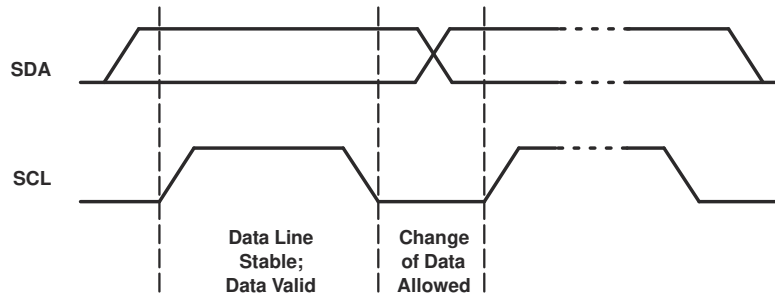 SDA
SCL
Data Line
Stable;
Data Valid
Change
of Data
Allowed